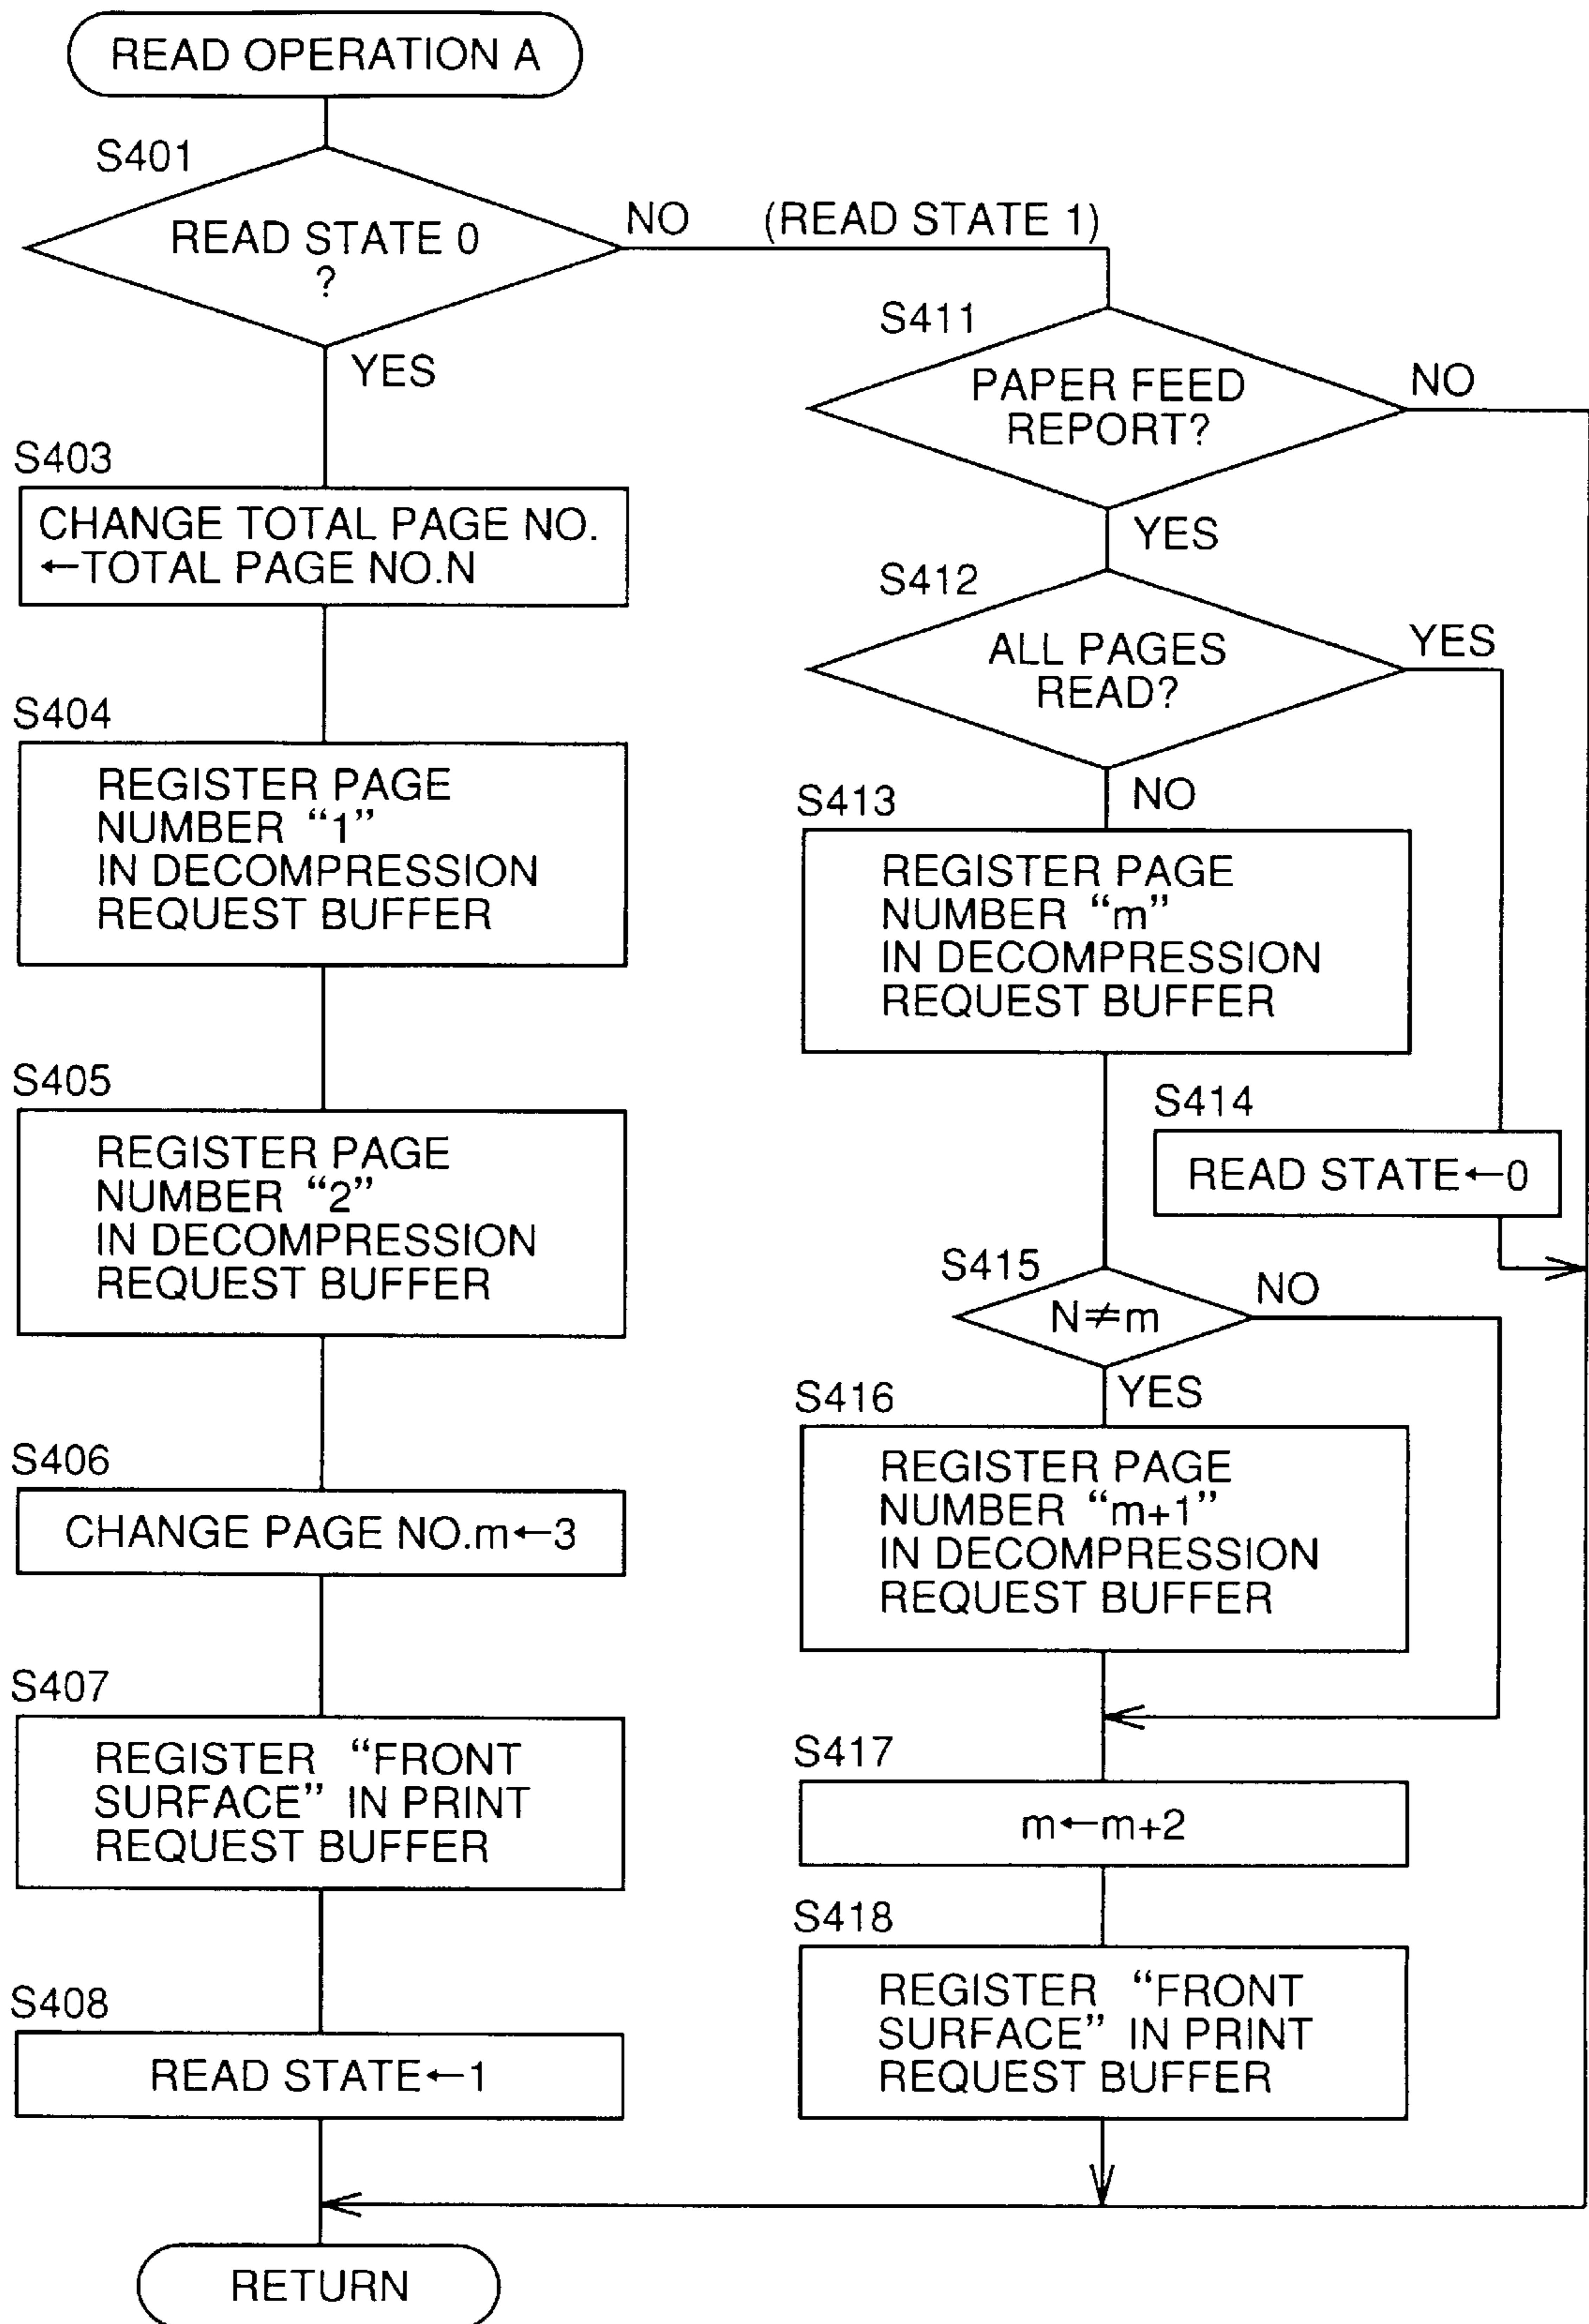 READ OPERATION A
S401
READ STATE 0
?
NO (READ STATE 1)
YES
S403
CHANGE TOTAL PAGE NO.
←TOTAL PAGE NO.N
S404
REGISTER PAGE
NUMBER “1”
IN DECOMPRESSION
REQUEST BUFFER
S405
REGISTER PAGE
NUMBER “2”
IN DECOMPRESSION
REQUEST BUFFER
S406
CHANGE PAGE NO.m←3
S407
REGISTER “FRONT
SURFACE” IN PRINT
REQUEST BUFFER
S408
READ STATE←1
S411
PAPER FEED
REPORT?
NO
YES
S412
ALL PAGES
READ?
YES
NO
S413
REGISTER PAGE
NUMBER “m”
IN DECOMPRESSION
REQUEST BUFFER
S414
READ STATE←0
S415
N≠m
NO
YES
S416
REGISTER PAGE
NUMBER “m+1”
IN DECOMPRESSION
REQUEST BUFFER
S417
m←m+2
S418
REGISTER “FRONT
SURFACE” IN PRINT
REQUEST BUFFER
RETURN